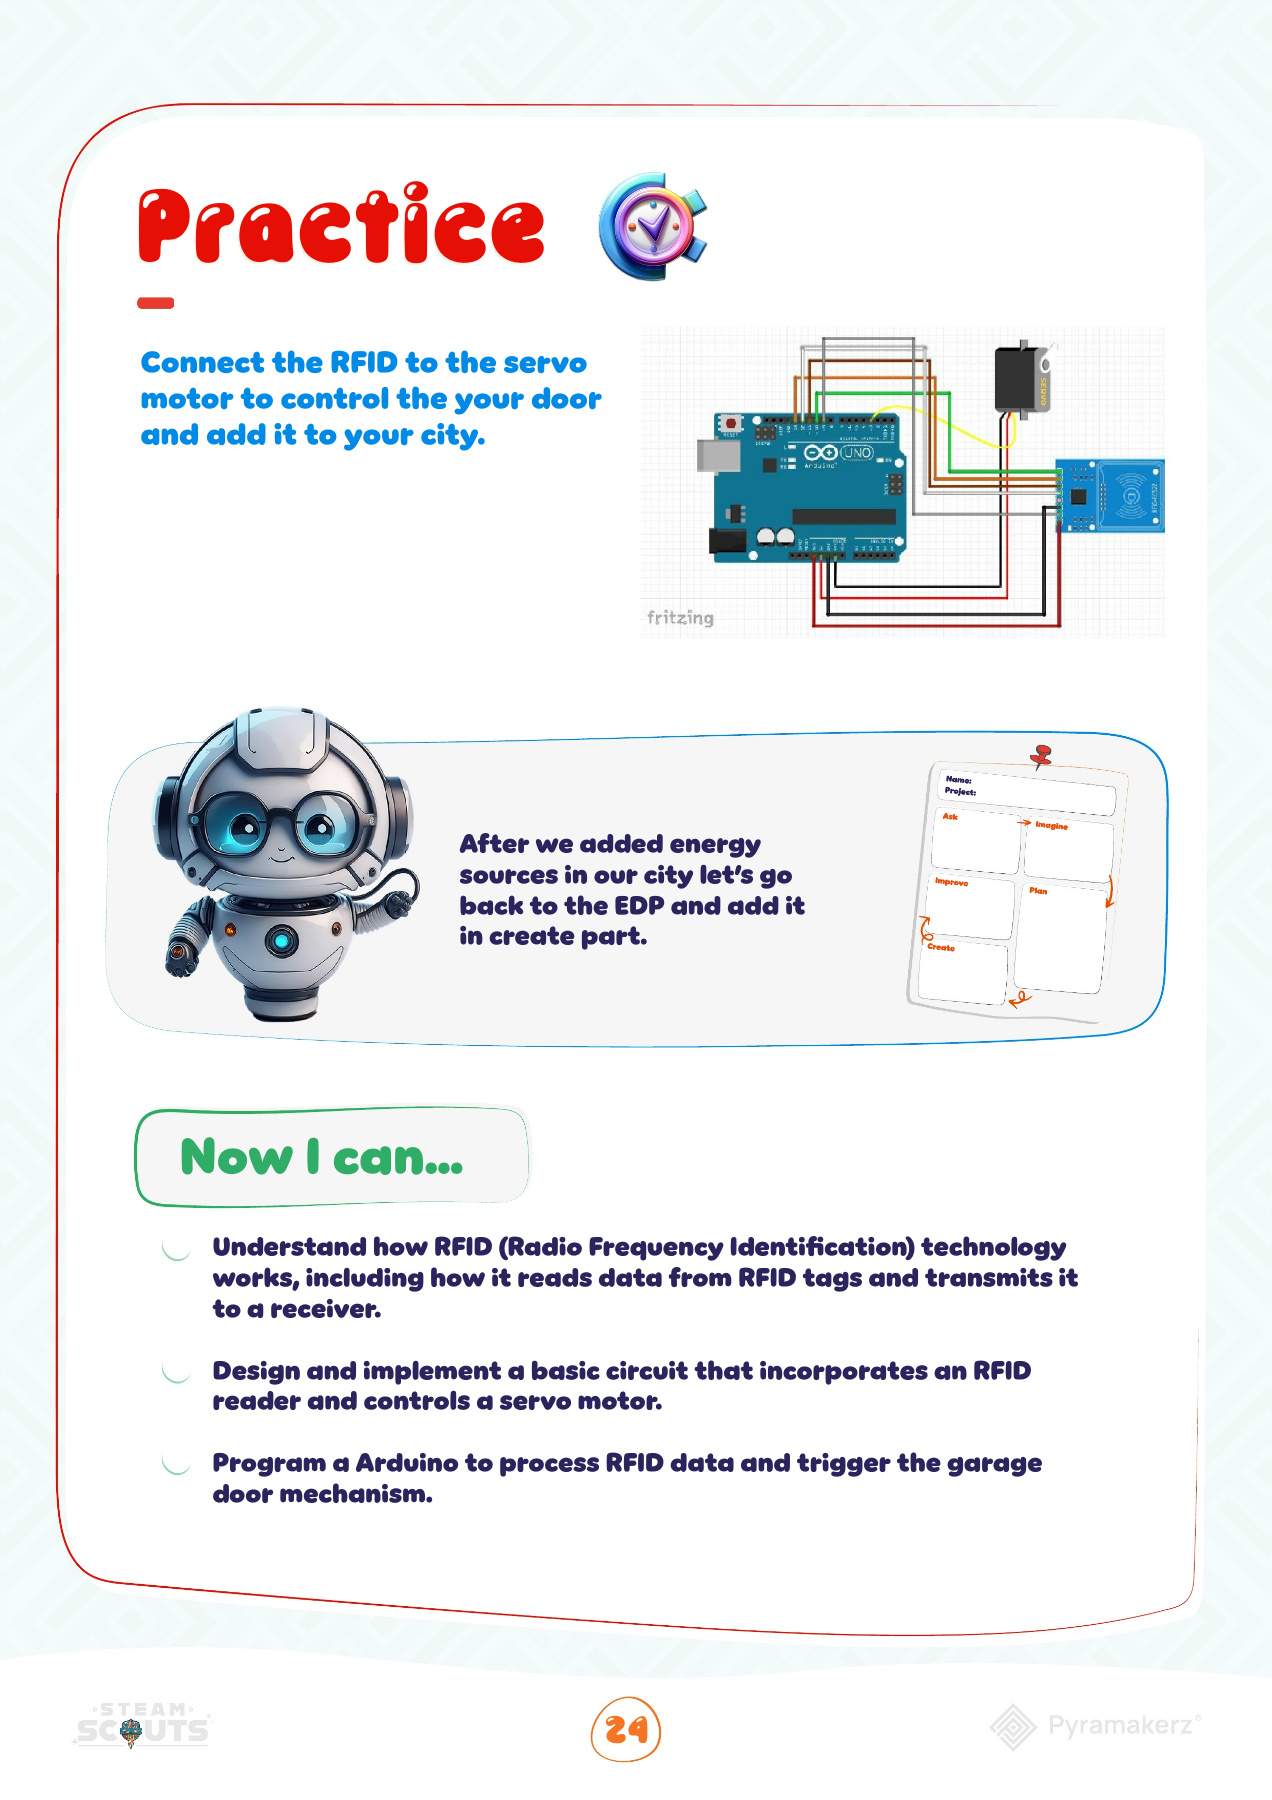 Practice
Connect the RFID to the servo
motor to control the your door
and add it to your city.
RESET
Arduino
UNO
SERVO
fritzing
After we added energy
sources in our city let's go
back to the EDP and add it
in create part.
Name:
Project:
Ask
Imagine
Improve
Plan
Create
Now I can...
Understand how RFID (Radio Frequency Identification) technology
works, including how it reads data from RFID tags and transmits it
to a receiver.
Design and implement a basic circuit that incorporates an RFID
reader and controls a servo motor.
Program a Arduino to process RFID data and trigger the garage
door mechanism.
STEAM
SCOUTS
24
Pyramakerz